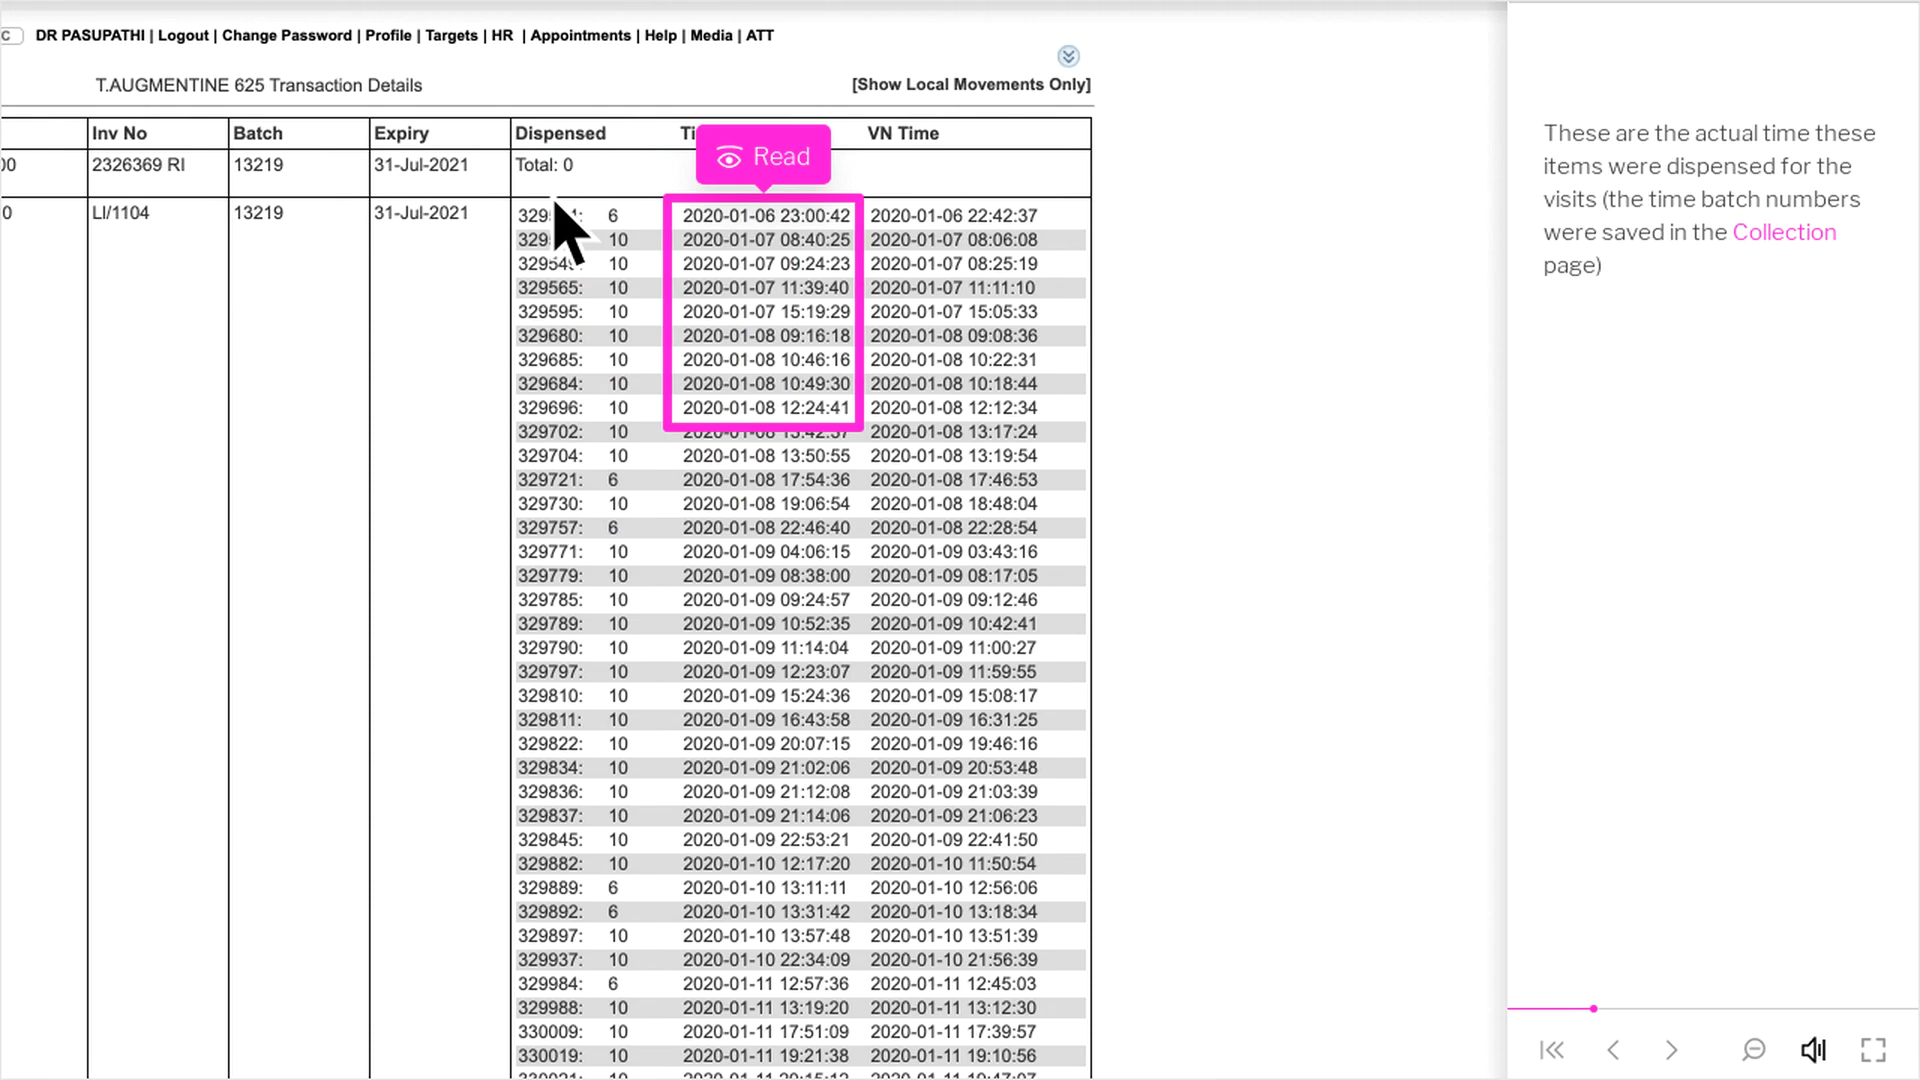 C DR PASUPATHI | Logout | Change Password | Profile | Targets | HR | Appointments | Help | Media | ATT
T.AUGMENTINE 625 Transaction Details [Show Local Movements Only]
Inv No Batch Expiry Dispensed VN Time
Read
2326369 RI 13219 31-Jul-2021 Total: 0
0 LI/1104 13219 31-Jul-2021
6 2020-01-06 23:00:42 2020-01-06 22:42:37
10 2020-01-07 08:40:25 2020-01-07 08:06:08
10 2020-01-07 09:24:23 2020-01-07 08:25:19
329565: 10 2020-01-07 11:39:40 2020-01-07 11:11:10
329595: 10 2020-01-07 15:19:29 2020-01-07 15:05:33
329680: 10 2020-01-08 09:16:18 2020-01-08 09:08:36
329685: 10 2020-01-08 10:46:16 2020-01-08 10:22:31
329684: 10 2020-01-08 10:49:30 2020-01-08 10:18:44
329696: 10 2020-01-08 12:24:41 2020-01-08 12:12:34
329702: 10 2020-01-08 13:17:24
329704: 10 2020-01-08 13:50:55 2020-01-08 13:19:54
329721: 6 2020-01-08 17:54:36 2020-01-08 17:46:53
329730: 10 2020-01-08 19:06:54 2020-01-08 18:48:04
329757: 6 2020-01-08 22:46:40 2020-01-08 22:28:54
329771: 10 2020-01-09 04:06:15 2020-01-09 03:43:16
329779: 10 2020-01-09 08:38:00 2020-01-09 08:17:05
329785: 10 2020-01-09 09:24:57 2020-01-09 09:12:46
329789: 10 2020-01-09 10:52:35 2020-01-09 10:42:41
329790: 10 2020-01-09 11:14:04 2020-01-09 11:00:27
329797: 10 2020-01-09 12:23:07 2020-01-09 11:59:55
329810: 10 2020-01-09 15:24:36 2020-01-09 15:08:17
329811: 10 2020-01-09 16:43:58 2020-01-09 16:31:25
329822: 10 2020-01-09 20:07:15 2020-01-09 19:46:16
329834: 10 2020-01-09 21:02:06 2020-01-09 20:53:48
329836: 10 2020-01-09 21:12:08 2020-01-09 21:03:39
329837: 10 2020-01-09 21:14:06 2020-01-09 21:06:23
329845: 10 2020-01-09 22:53:21 2020-01-09 22:41:50
329882: 10 2020-01-10 12:17:20 2020-01-10 11:50:54
329889: 6 2020-01-10 13:11:11 2020-01-10 12:56:06
329892: 6 2020-01-10 13:31:42 2020-01-10 13:18:34
329897: 10 2020-01-10 13:57:48 2020-01-10 13:51:39
329937: 10 2020-01-10 22:34:09 2020-01-10 21:56:39
329984: 6 2020-01-11 12:57:36 2020-01-11 12:45:03
329988: 10 2020-01-11 13:19:20 2020-01-11 13:12:30
330009: 10 2020-01-11 17:51:09 2020-01-11 17:39:57
330019: 10 2020-01-11 19:21:38 2020-01-11 19:10:56
These are the actual time these
items were dispensed for the
visits (the time batch numbers
were saved in the Collection
page)